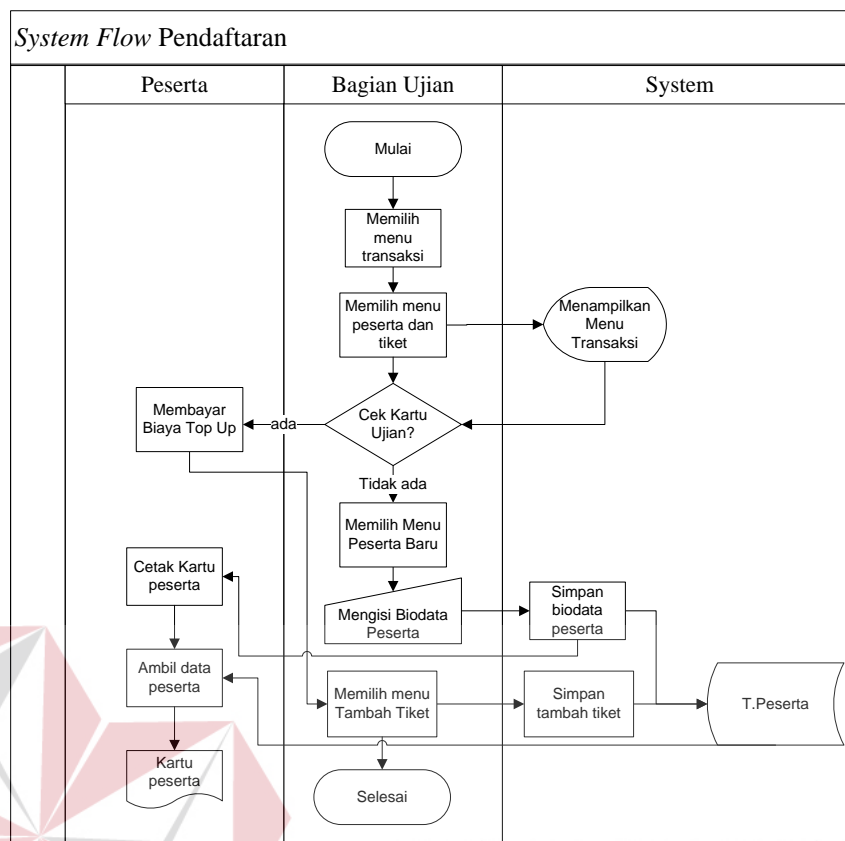 System Flow Pendaftaran
Peserta
Bagian Ujian
System
Mulai
Memilih
menu
transaksi
Memilih menu
peserta dan
tiket
Menampilkan
Menu
Transaksi
Membayar
Biaya Top Up
ada
Cek Kartu
Ujian?
Tidak ada
Memilih Menu
Peserta Baru
Cetak Kartu
peserta
Mengisi Biodata
Peserta
Simpan
biodata
peserta
Ambil data
peserta
Memilih menu
Tambah Tiket
Simpan
tambah tiket
T.Peserta
Kartu
peserta
Selesai